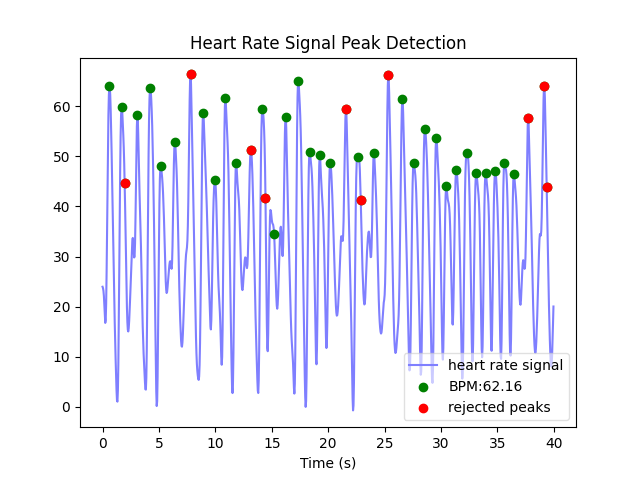 Heart Rate Signal Peak Detection
60
50
40
30
20
10
0
heart rate signal
BPM:62.16
rejected peaks
0 5 10 15 20 25 30 35 40
Time (s)